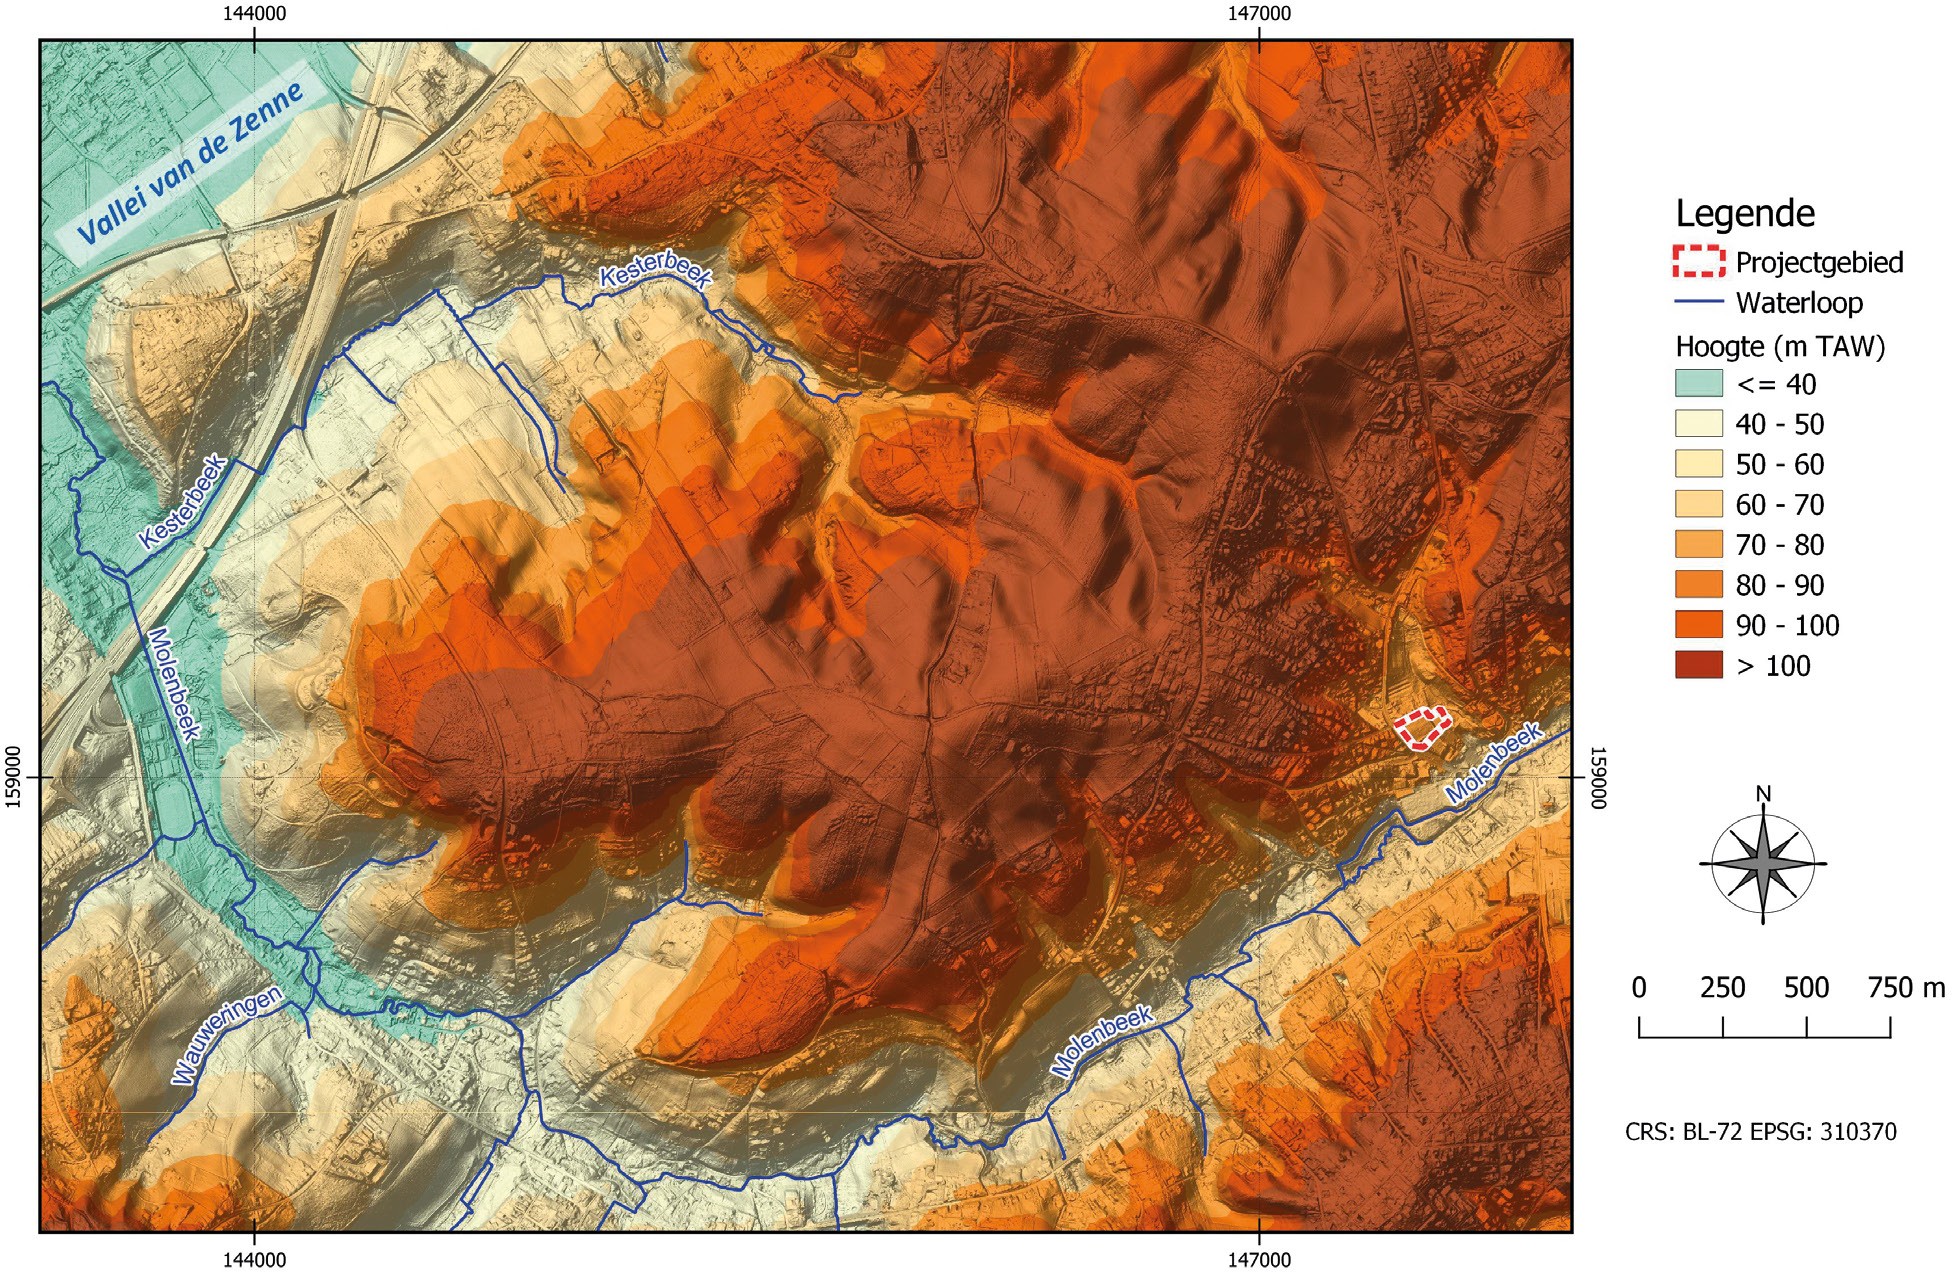 144000
147000
Vallei van de Zenne
Kesterbeek
Kesterbeek
Molenbeek
Molenbeek
Molenbeek
Wauweringen
159000
159000
144000
147000
Legende
Projectgebied
Waterloop
Hoogte (m TAW)
<= 40
40 - 50
50 - 60
60 - 70
70 - 80
80 - 90
90 - 100
> 100
N
0 250 500 750 m
CRS: BL-72 EPSG: 310370